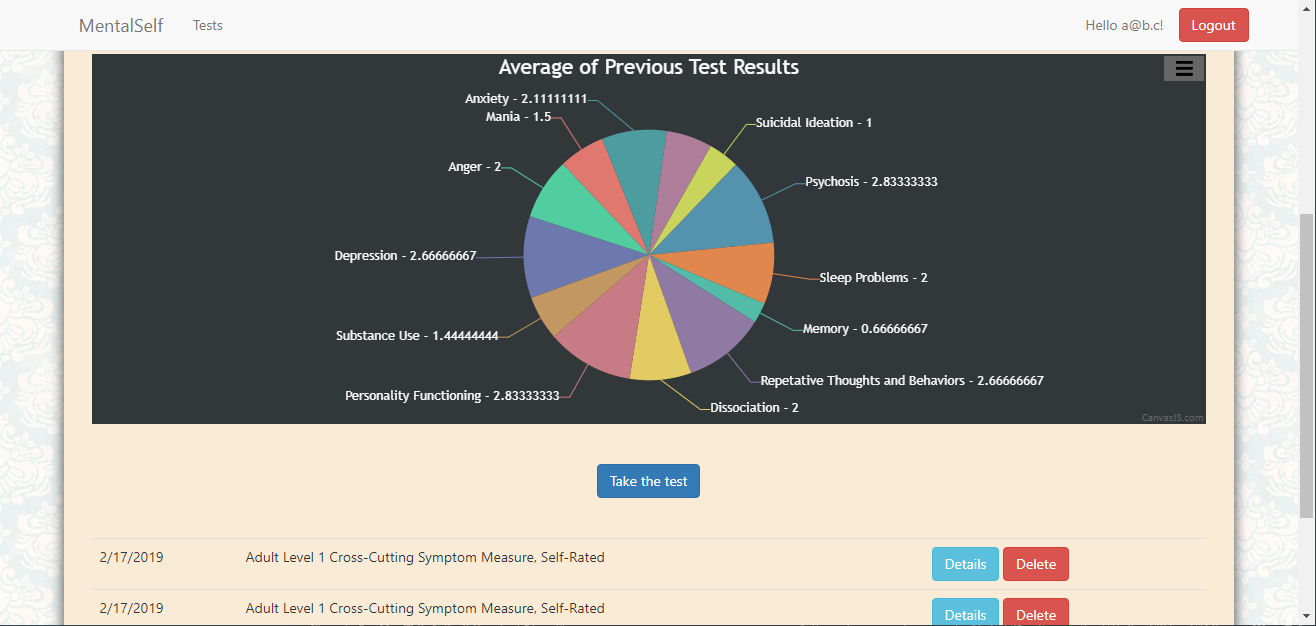 MentalSelf Tests Hello a@b.c! Logout
Average of Previous Test Results
Anxiety - 2.11111111
Mania - 1.5
Suicidal Ideation - 1
Anger - 2
Psychosis - 2.83333333
Depression - 2.66666667
Sleep Problems - 2
Substance Use - 1.44444444
Memory - 0.66666667
Personality Functioning - 2.83333333
Repetative Thoughts and Behaviors - 2.66666667
Dissociation - 2
CanvasJS.com
Take the test
2/17/2019 Adult Level 1 Cross-Cutting Symptom Measure, Self-Rated Details Delete
2/17/2019 Adult Level 1 Cross-Cutting Symptom Measure, Self-Rated Details Delete